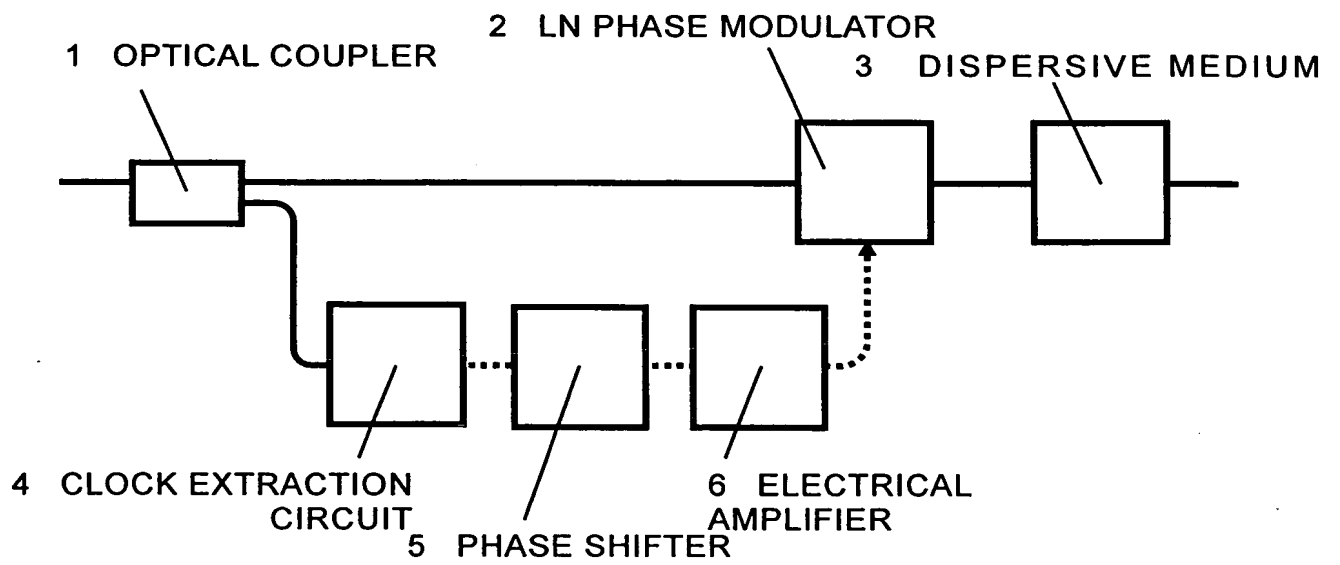 1 OPTICAL COUPLER
2 LN PHASE MODULATOR
3 DISPERSIVE MEDIUM
4 CLOCK EXTRACTION
CIRCUIT
5 PHASE SHIFTER
6 ELECTRICAL
AMPLIFIER